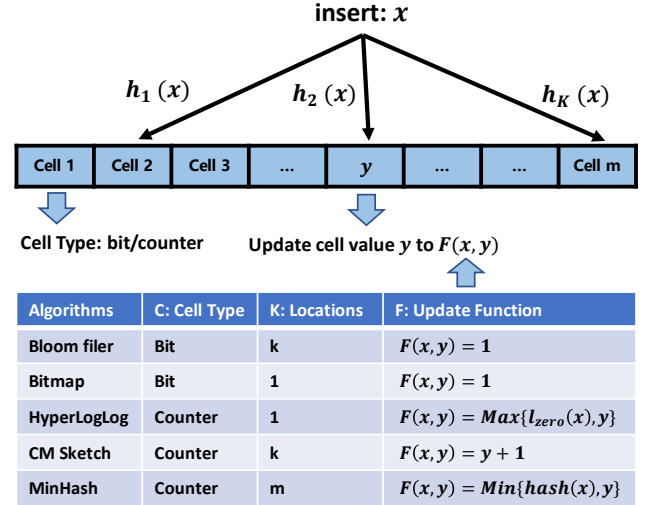 insert: x
h₁ (x) h₂ (x) h_K (x)
Cell 1 Cell 2 Cell 3 ... y ... ... Cell m
Cell Type: bit/counter Update cell value y to F(x, y)
Algorithms C: Cell Type K: Locations F: Update Function
Bloom filer Bit k F(x, y) = 1
Bitmap Bit 1 F(x, y) = 1
HyperLogLog Counter 1 F(x, y) = Max{l_zero(x), y}
CM Sketch Counter k F(x, y) = y + 1
MinHash Counter m F(x, y) = Min{hash(x), y}